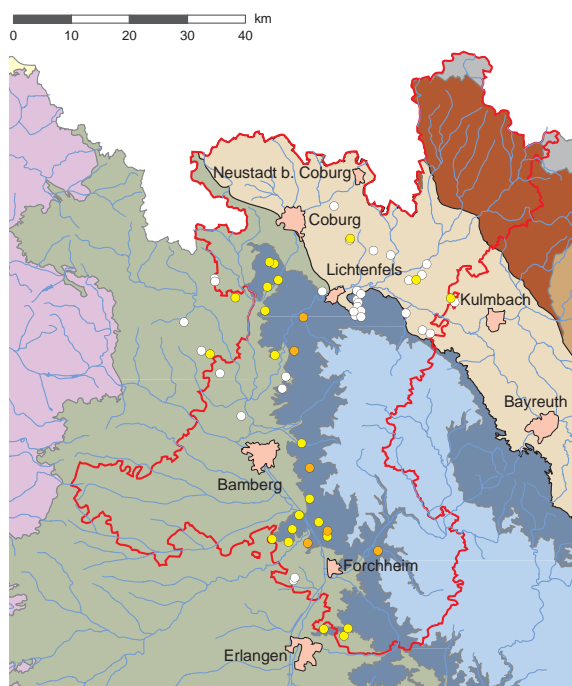 km
0 10 20 30 40
Neustadt b. Coburg
Coburg
Lichtenfels
Kulmbach
Bayreuth
Bamberg
Forchheim
Erlangen